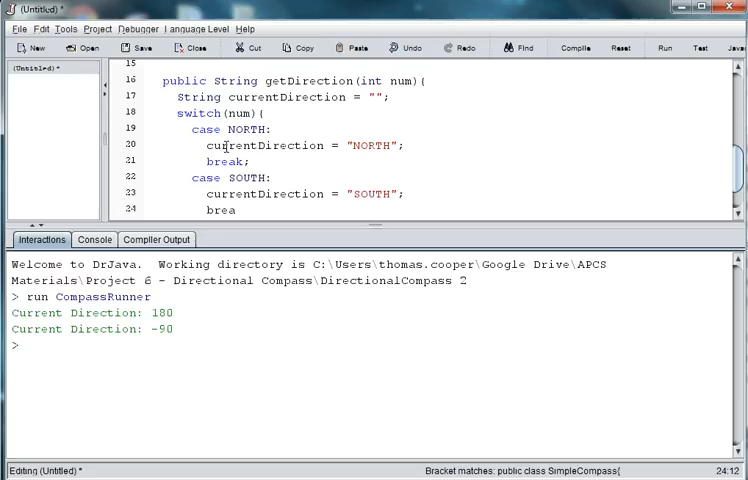 (Untitled) *
File Edit Tools Project Debugger Language Level Help
New Open Save Close Cut Copy Paste Undo Redo Find Compile Reset Run Test Java
(Untitled) *
15
16 public String getDirection(int num){
17 String currentDirection = "";
18 switch(num){
19 case NORTH:
20 currentDirection = "NORTH";
21 break;
22 case SOUTH:
23 currentDirection = "SOUTH";
24 brea
Interactions Console Compiler Output
Welcome to DrJava. Working directory is C:\Users\thomas.cooper\Google Drive\APCS
Materials\Project 6 - Directional Compass\DirectionalCompass 2
> run CompassRunner
Current Direction: 180
Current Direction: -90
>
Editing (Untitled) * Bracket matches: public class SimpleCompass{ 24:12